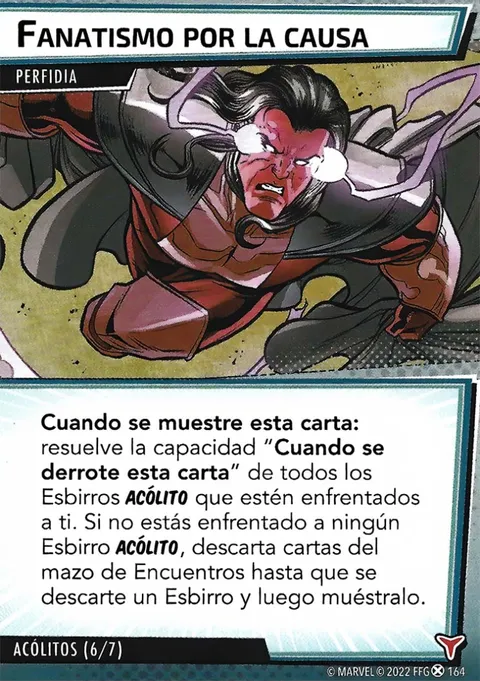 FANATISMO POR LA CAUSA
PERFIDIA
Cuando se muestre esta carta:
resuelve la capacidad "Cuando se
derrote esta carta" de todos los
Esbirros ACÓLITO que estén enfrentados
a ti. Si no estás enfrentado a ningún
Esbirro ACÓLITO, descarta cartas del
mazo de Encuentros hasta que se
descarte un Esbirro y luego muéstralo.
ACÓLITOS (6/7)
© MARVEL © 2022 FFG 164